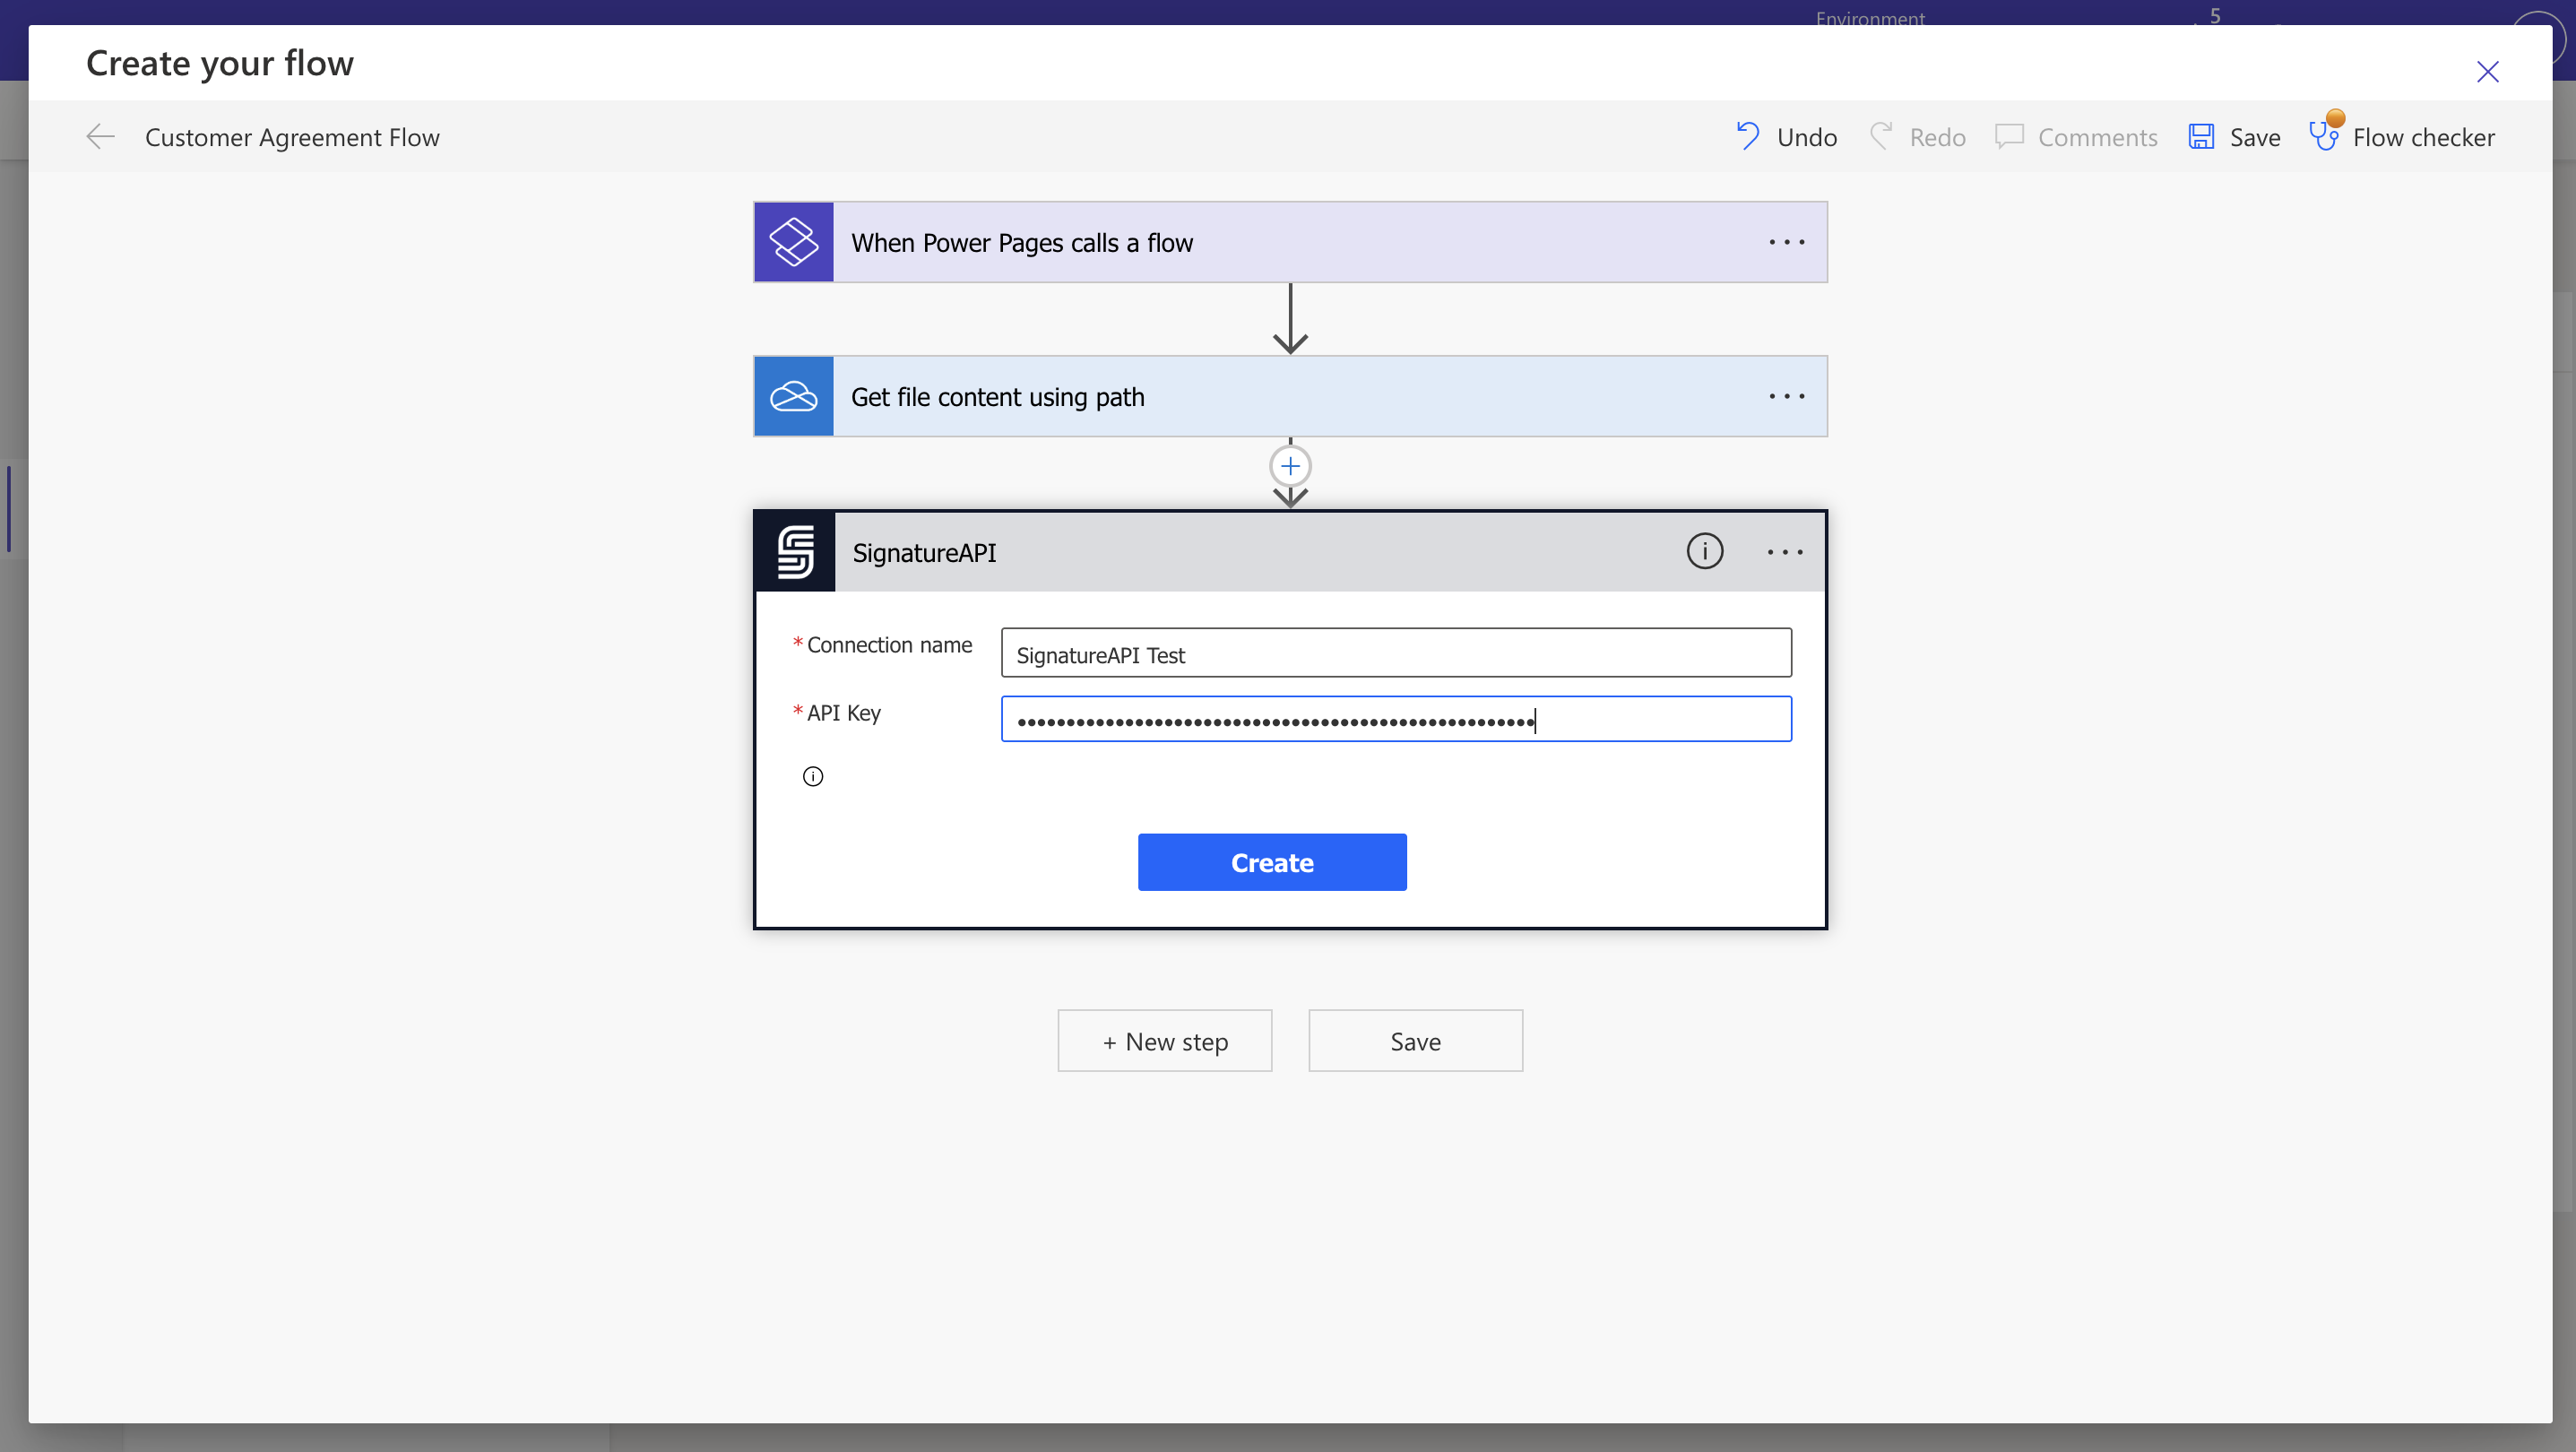 Environment
5
Create your flow
Customer Agreement Flow
Undo
Redo
Comments
Save
Flow checker
When Power Pages calls a flow
Get file content using path
SignatureAPI
* Connection name
SignatureAPI Test
* API Key
••••••••••••••••••••••••••••••••••••••••••••••••••••
Create
+ New step
Save